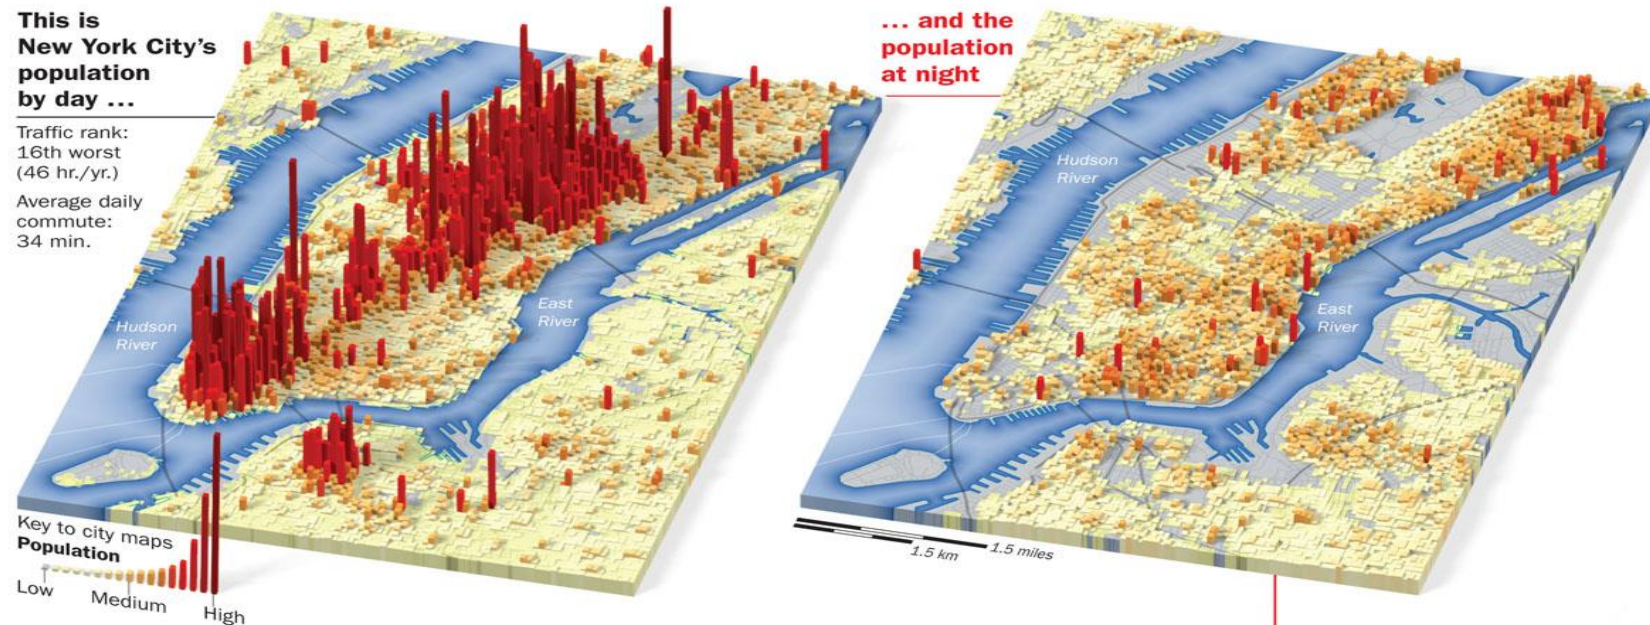 This is
New York City's
population
by day ...
Traffic rank:
16th worst
(46 hr./yr.)
Average daily
commute:
34 min.
Hudson
River
East
River
Key to city maps
Population
Low
Medium
High
... and the
population
at night
Hudson
River
East
River
1.5 km
1.5 miles